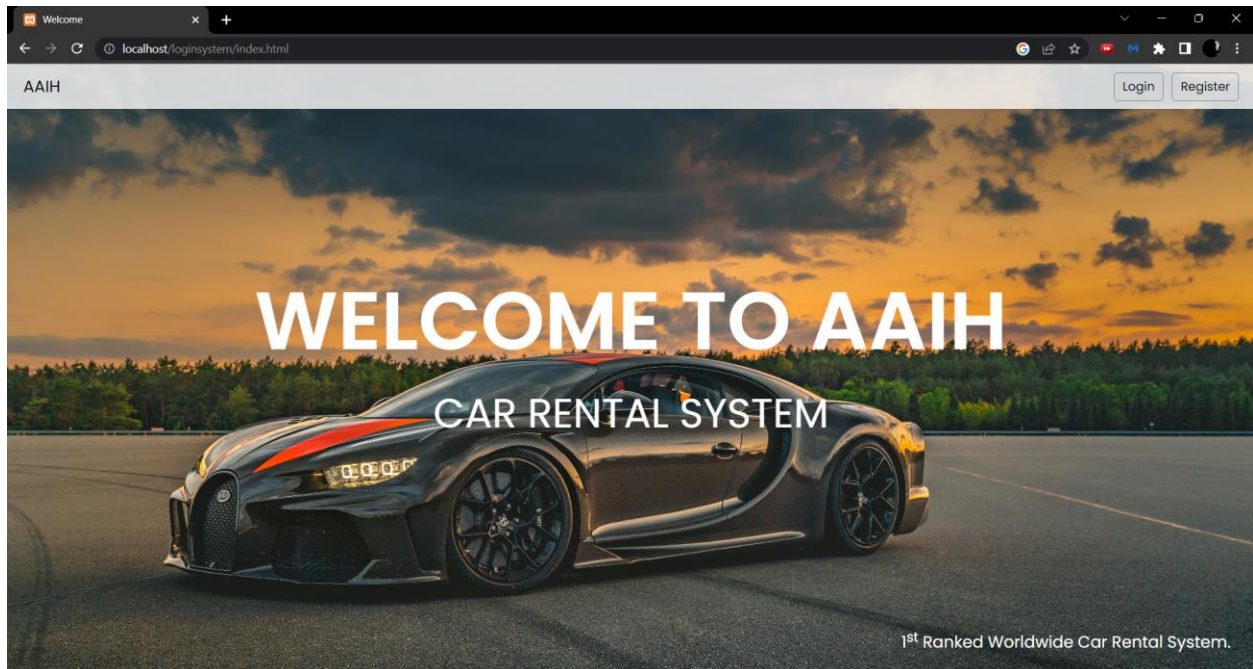 Welcome
localhost/loginsystem/index.html
AAIH
Login
Register
WELCOME TO AAIH
CAR RENTAL SYSTEM
1st Ranked Worldwide Car Rental System.